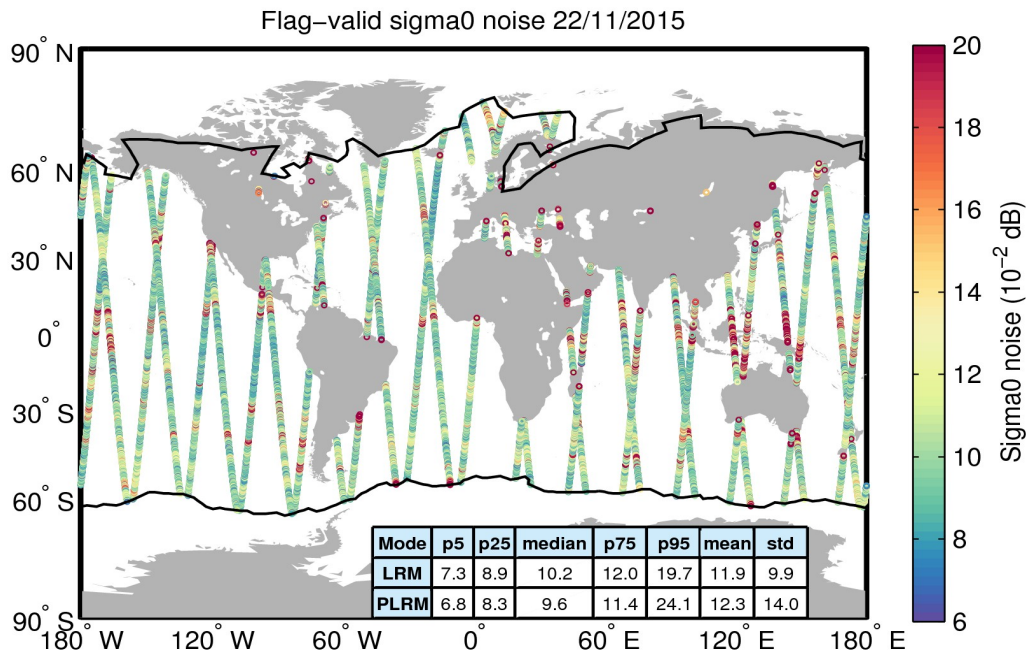 Flag−valid sigma0 noise 22/11/2015
90° N
60° N
30° N
0°
30° S
60° S
90° S
180° W
120° W
60° W
0°
60° E
120° E
180° E
20
18
16
14
12
10
8
6
Sigma0 noise (10⁻² dB)
Mode p5 p25 median p75 p95 mean std
LRM 7.3 8.9 10.2 12.0 19.7 11.9 9.9
PLRM 6.8 8.3 9.6 11.4 24.1 12.3 14.0